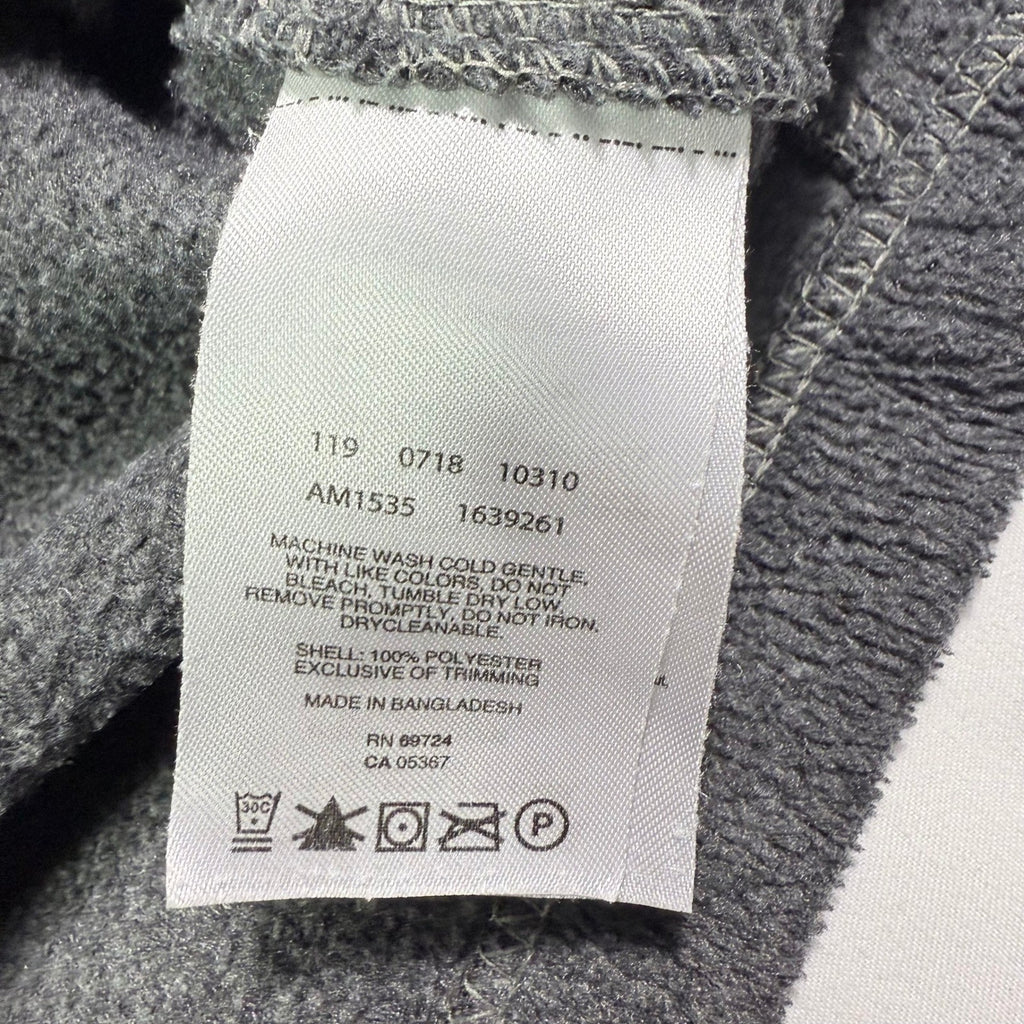 119 0718 10310
AM1535 1639261
MACHINE WASH COLD GENTLE,
WITH LIKE COLORS, DO NOT
BLEACH, TUMBLE DRY LOW,
REMOVE PROMPTLY, DO NOT IRON.
DRYCLEANABLE.
SHELL: 100% POLYESTER
EXCLUSIVE OF TRIMMING
MADE IN BANGLADESH
RN 69724
CA 05367
30C
P